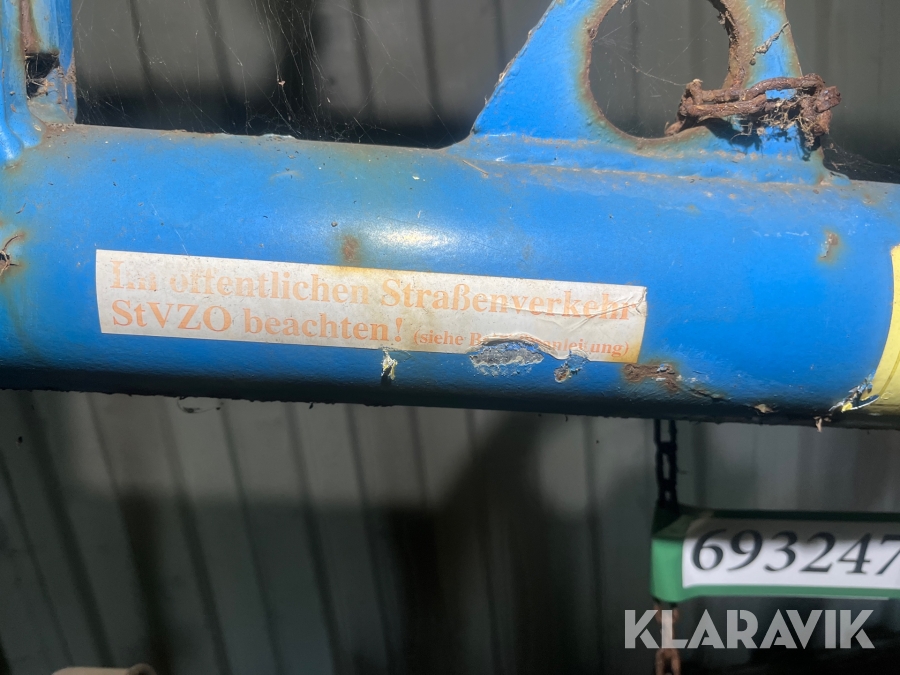 Im öffentlichen Straßenverkehr
StVZO beachten! (siehe
693247
KLARAVIK